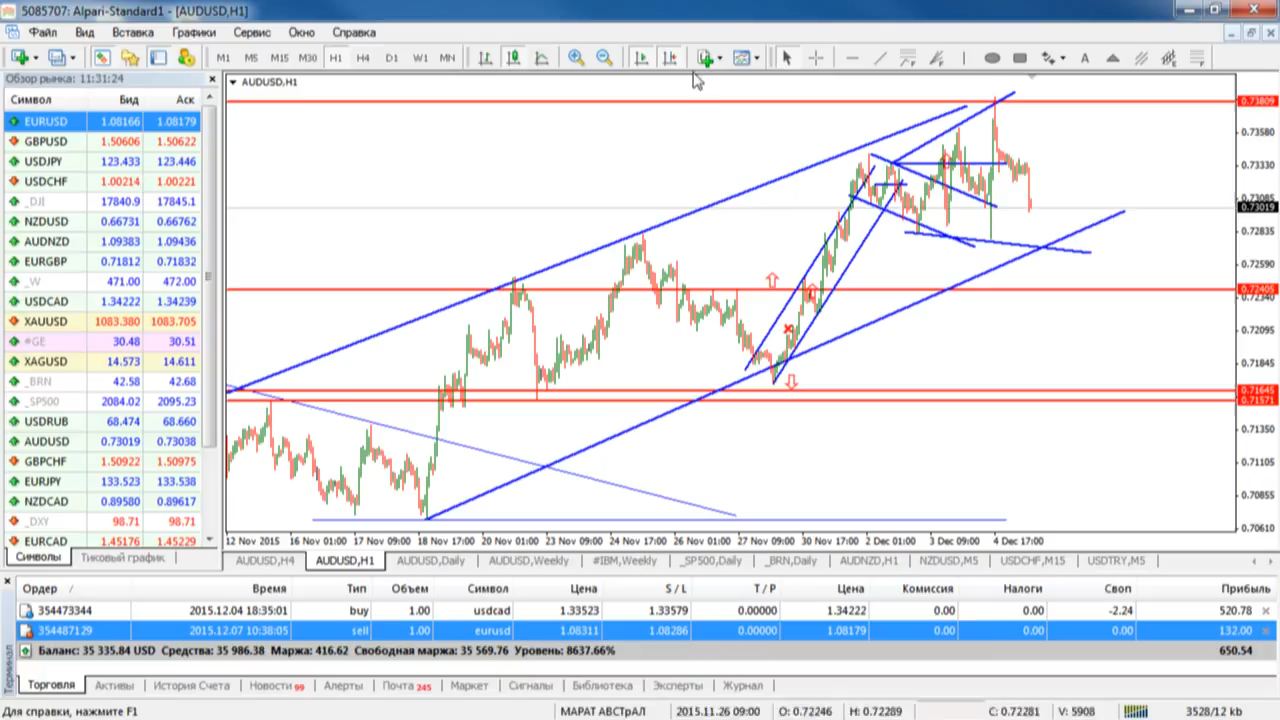 5085707: Alpari-Standard1 - [AUDUSD,H1]
Файл Вид Вставка Графики Сервис Окно Справка
M1 M5 M15 M30 H1 H4 D1 W1 MN A
Обзор рынка: 11:31:24
Символ Бид Аск
EURUSD 1.08166 1.08179
GBPUSD 1.50606 1.50622
USDJPY 123.433 123.446
USDCHF 1.00214 1.00221
_DJI 17840.9 17845.1
NZDUSD 0.66731 0.66762
AUDNZD 1.09383 1.09436
EURGBP 0.71812 0.71832
_W 471.00 472.00
USDCAD 1.34222 1.34239
XAUUSD 1083.380 1083.705
#GE 30.48 30.51
XAGUSD 14.573 14.611
_BRN 42.58 42.68
_SP500 2084.02 2095.23
USDRUB 68.474 68.660
AUDUSD 0.73019 0.73038
GBPCHF 1.50922 1.50975
EURJPY 133.523 133.538
NZDCAD 0.89580 0.89617
_DXY 98.71 98.71
EURCAD 1.45176 1.45229
Символы Тиковый график
AUDUSD,H1
0.73809
0.73580
0.73330
0.73085
0.73019
0.72835
0.72590
0.72405
0.72340
0.72095
0.71845
0.71645
0.71571
0.71350
0.71105
0.70855
0.70610
12 Nov 2015 16 Nov 01:00 17 Nov 09:00 18 Nov 17:00 20 Nov 01:00 23 Nov 09:00 24 Nov 17:00 26 Nov 01:00 27 Nov 09:00 30 Nov 17:00 2 Dec 01:00 3 Dec 09:00 4 Dec 17:00
AUDUSD,H4 AUDUSD,H1 AUDUSD,Daily AUDUSD,Weekly #IBM,Weekly _SP500,Daily _BRN,Daily AUDNZD,H1 NZDUSD,M5 USDCHF,M15 USDTRY,M5
Ордер / Время Тип Объем Символ Цена S / L T / P Цена Комиссия Налоги Своп Прибыль
354473344 2015.12.04 18:35:01 buy 1.00 usdcad 1.33523 1.33579 0.00000 1.34222 0.00 0.00 -2.24 520.78
354487129 2015.12.07 10:38:05 sell 1.00 eurusd 1.08311 1.08286 0.00000 1.08179 0.00 0.00 0.00 132.00
Баланс: 35 335.84 USD Средства: 35 986.38 Маржа: 416.62 Свободная маржа: 35 569.76 Уровень: 8637.66% 650.54
Терминал
Торговля Активы История Счета Новости 99 Алерты Почта 245 Маркет Сигналы Библиотека Эксперты Журнал
Для справки, нажмите F1 МАРАТ АВСТрАЛ 2015.11.26 09:00 O: 0.72246 H: 0.72289 C: 0.72281 V: 5908 3528/12 kb